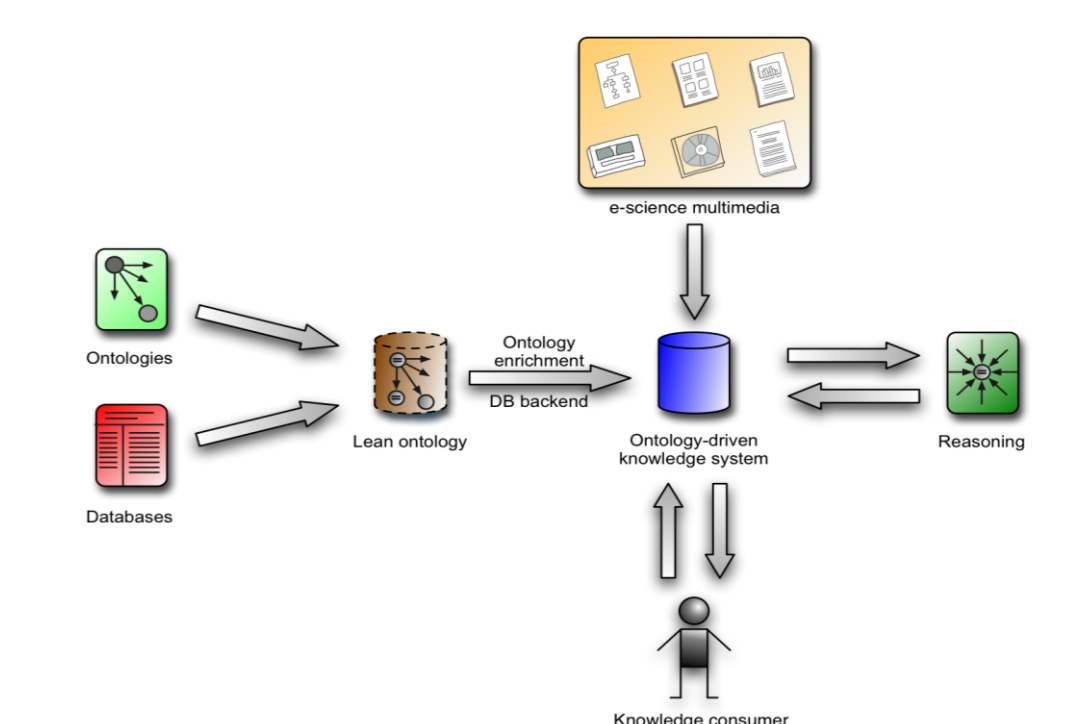 e-science multimedia
Ontologies
Ontology
enrichment
DB backend
Lean ontology
Ontology-driven
knowledge system
Reasoning
Databases
Knowledge consumer